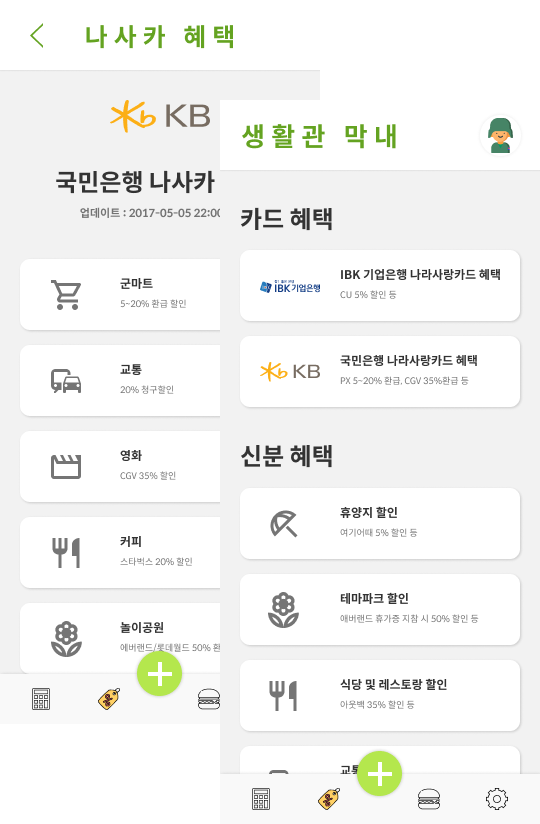 나사카 혜택
KB
국민은행 나사카
업데이트 : 2017-05-05 22:00
군마트
5~20% 환급 할인
교통
20% 청구할인
영화
CGV 35% 할인
커피
스타벅스 20% 할인
놀이공원
에버랜드/롯데월드 50% 환
생활관 막내
카드 혜택
IBK 기업은행
IBK 기업은행 나라사랑카드 혜택
CU 5% 할인 등
KB
국민은행 나라사랑카드 혜택
PX 5~20% 환급, CGV 35%환급 등
신분 혜택
휴양지 할인
여기어때 5% 할인 등
테마파크 할인
애버랜드 휴가증 지참 시 50% 할인 등
식당 및 레스토랑 할인
아웃백 35% 할인 등
교통